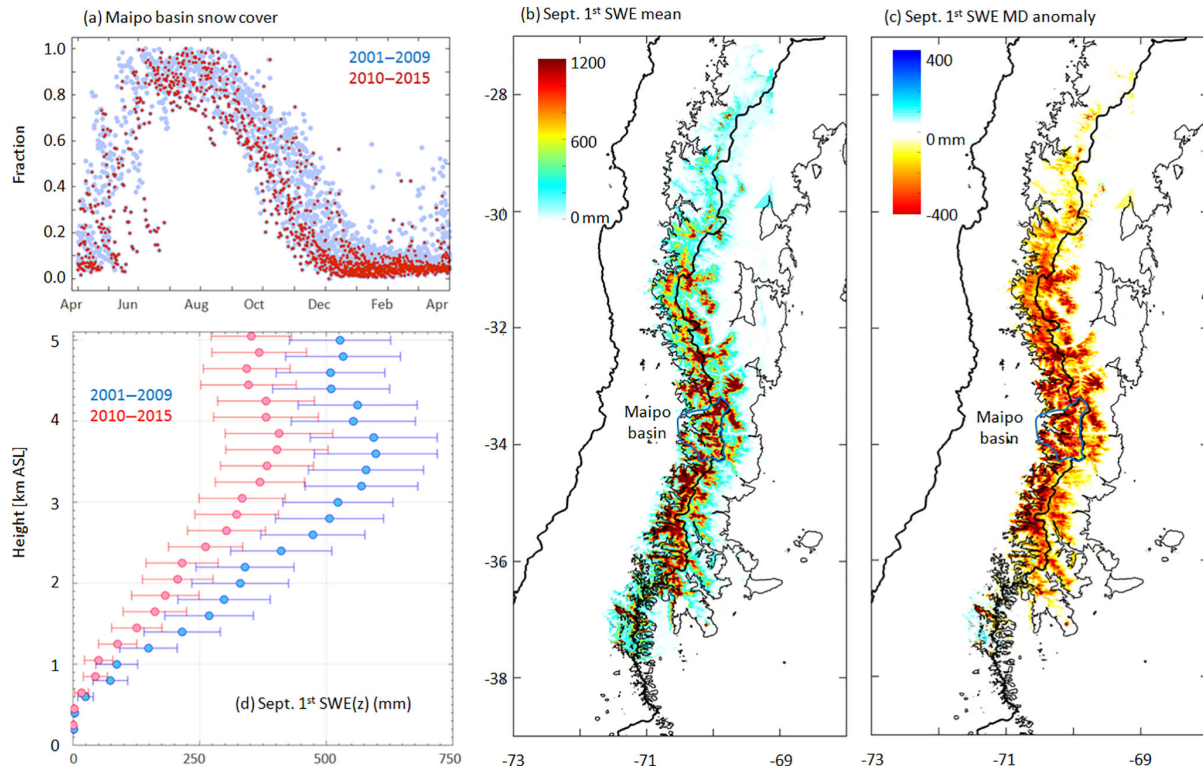 (a) Maipo basin snow cover
1.0
0.8
0.6
0.4
0.2
0.0
Fraction
2001–2009
2010–2015
Apr Jun Aug Oct Dec Feb Apr
(b) Sept. 1st SWE mean
1200
600
0 mm
-28
-30
-32
-34
-36
-38
Maipo
basin
-73 -71 -69
(c) Sept. 1st SWE MD anomaly
400
0 mm
-400
Maipo
basin
-73 -71 -69
5
4
3
2
1
0
Height [km ASL]
2001–2009
2010–2015
(d) Sept. 1st SWE(z) (mm)
0 250 500 750